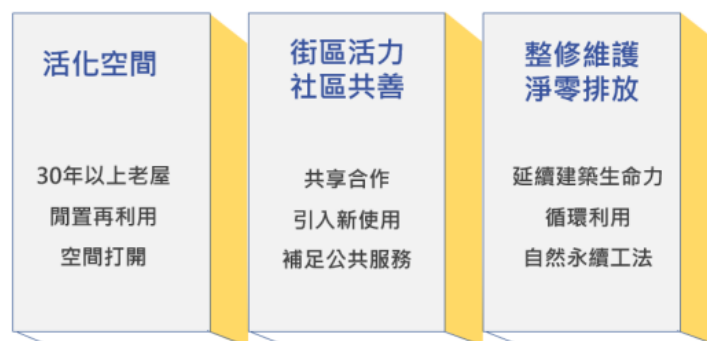 活化空間
30年以上老屋
閒置再利用
空間打開
街區活力
社區共善
共享合作
引入新使用
補足公共服務
整修維護
淨零排放
延續建築生命力
循環利用
自然永續工法